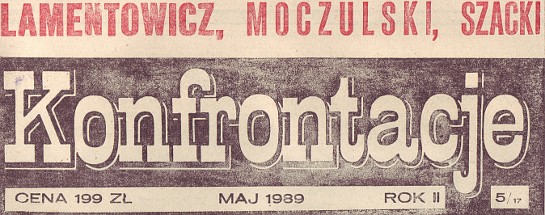 LAMENTOWICZ, MOCZULSKI, SZACKI
Konfrontacje
CENA 199 ZŁ MAJ 1989 ROK II 5/17